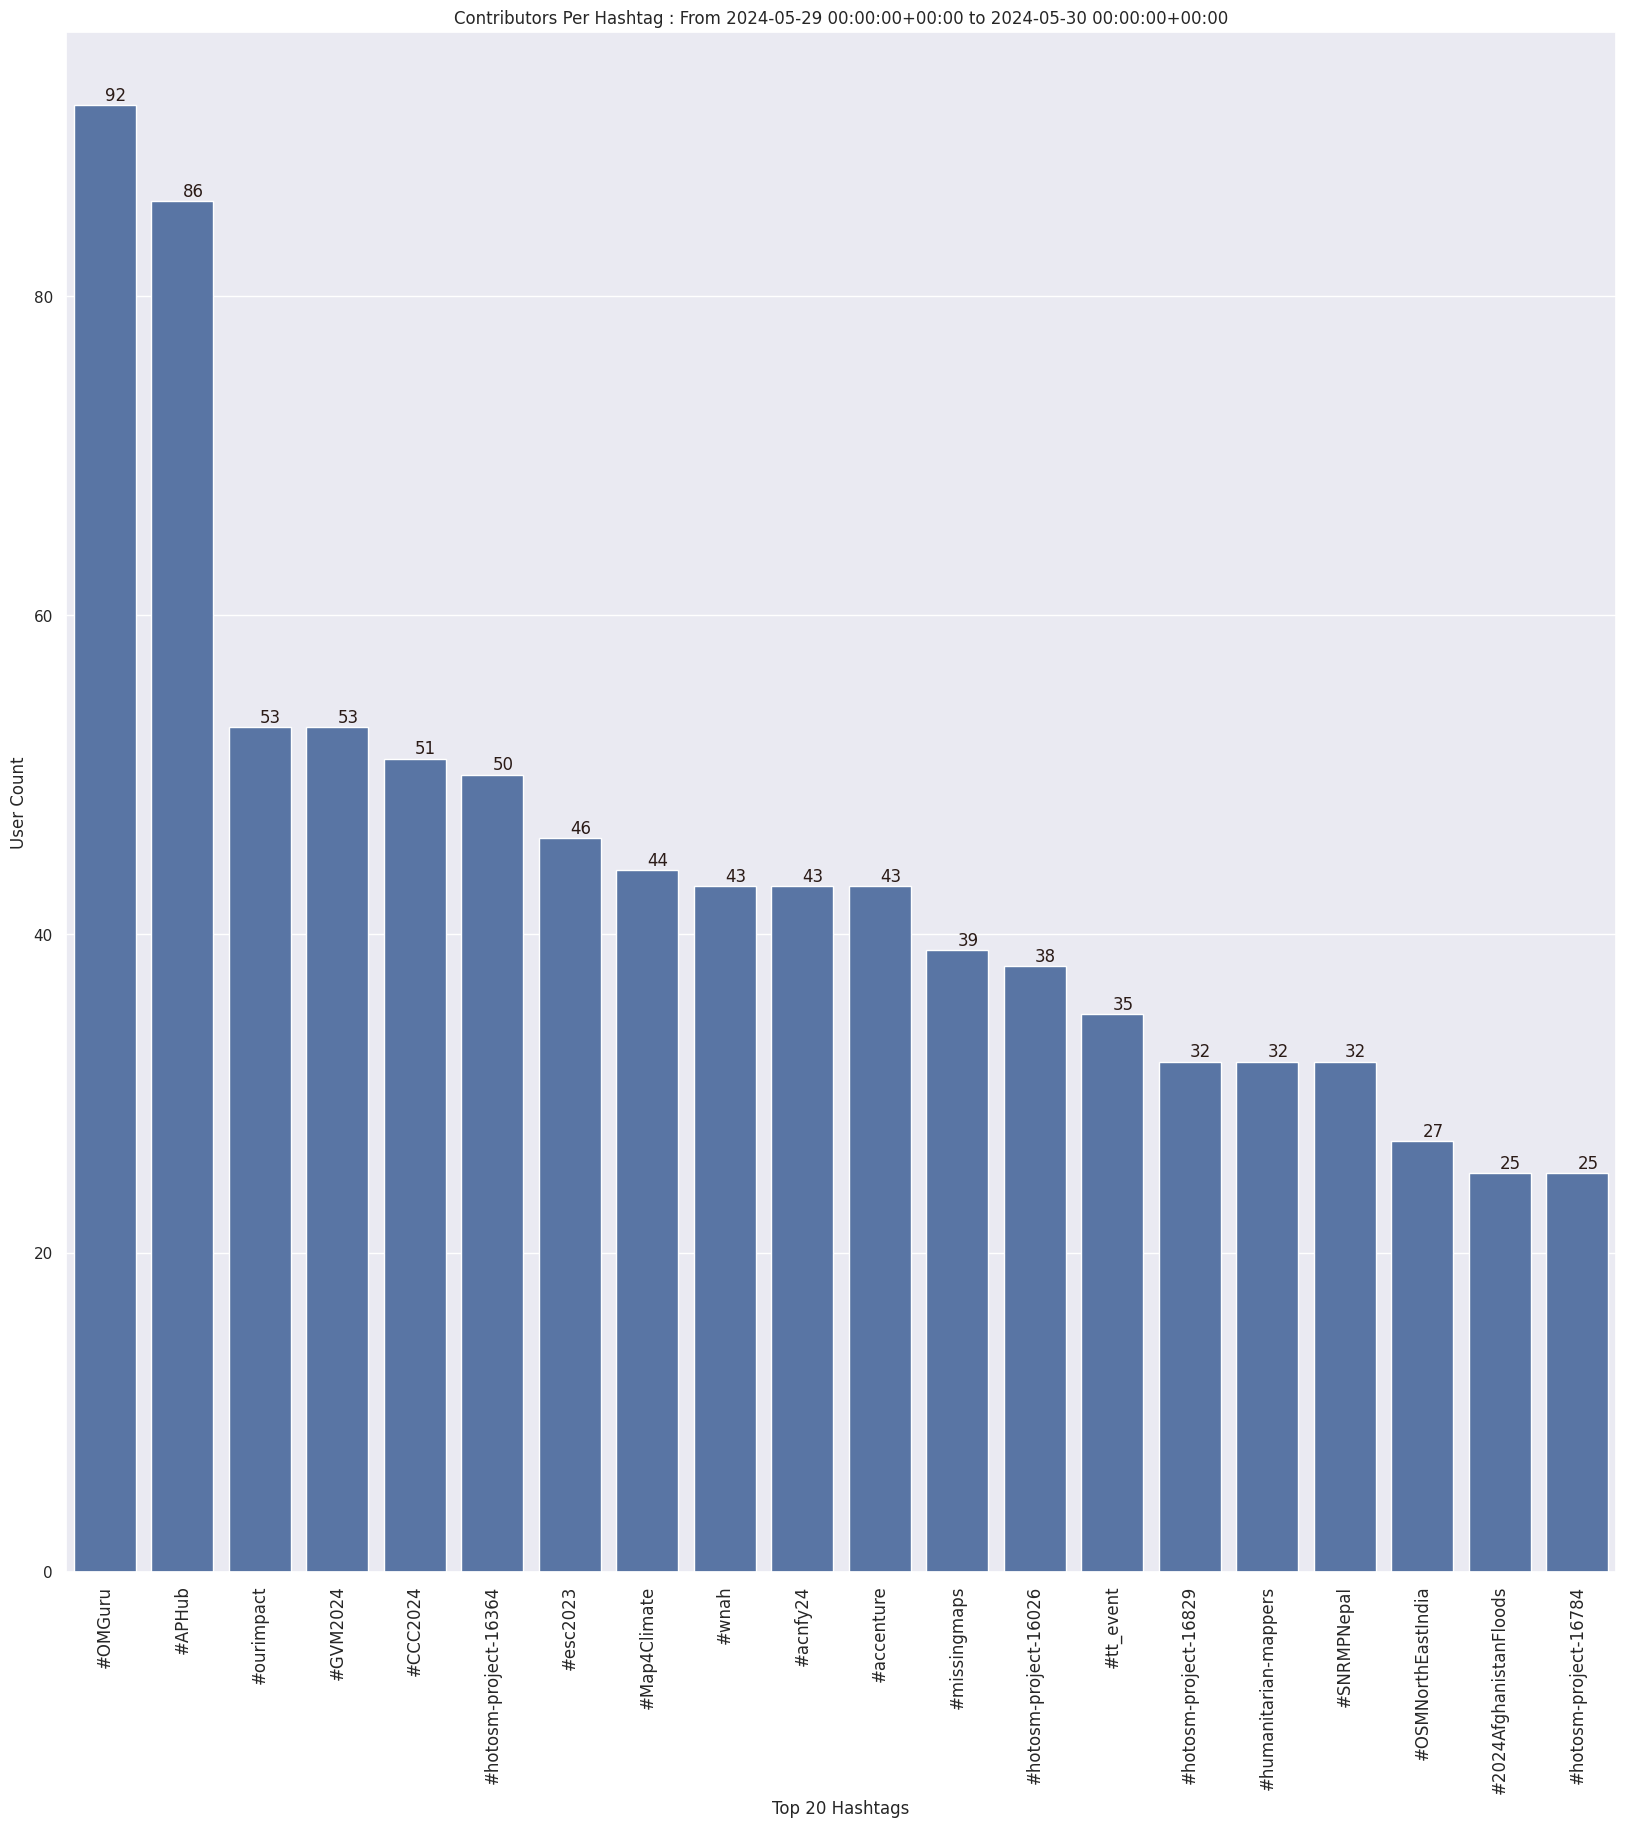 Contributors Per Hashtag : From 2024-05-29 00:00:00+00:00 to 2024-05-30 00:00:00+00:00
User Count
80
60
40
20
0
92
86
53
53
51
50
46
44
43
43
43
39
38
35
32
32
32
27
25
25
#OMGuru
#APHub
#ourimpact
#GVM2024
#CCC2024
#hotosm-project-16364
#esc2023
#Map4Climate
#wnah
#acnfy24
#accenture
#missingmaps
#hotosm-project-16026
#tt_event
#hotosm-project-16829
#humanitarian-mappers
#SNRMPNepal
#OSMNorthEastIndia
#2024AfghanistanFloods
#hotosm-project-16784
Top 20 Hashtags